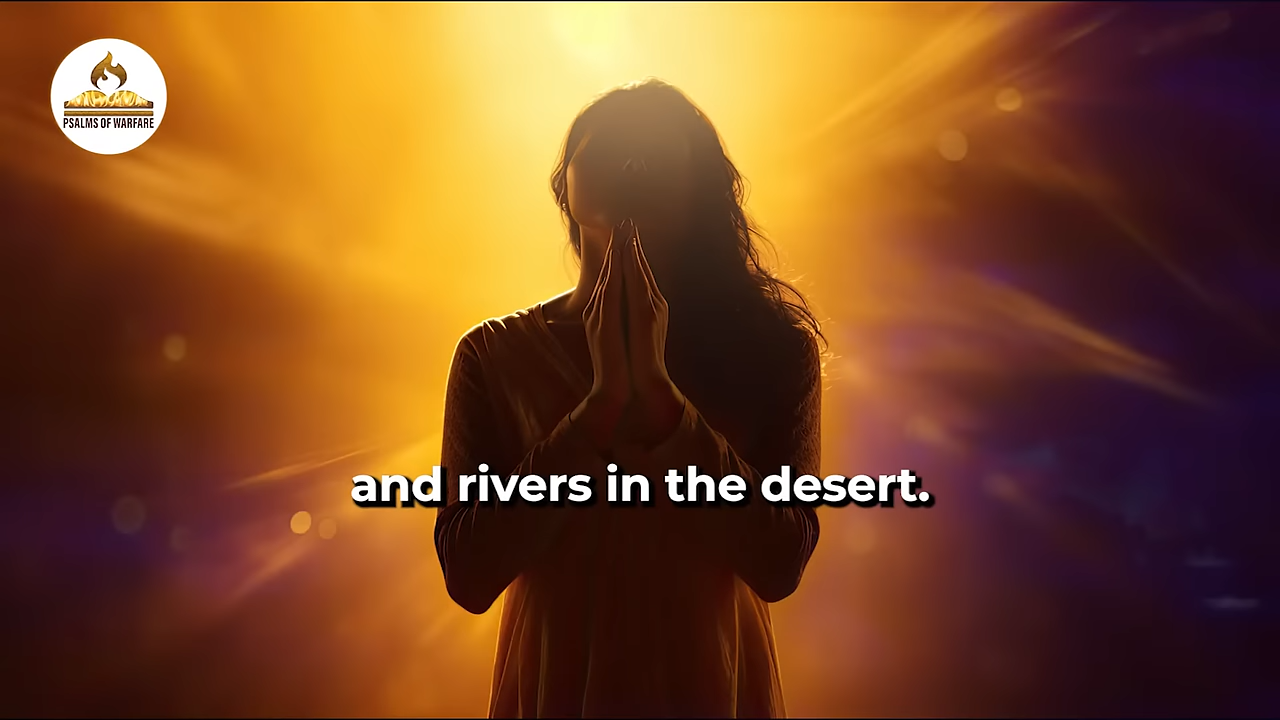 PSALMS OF WARFARE
and rivers in the desert.